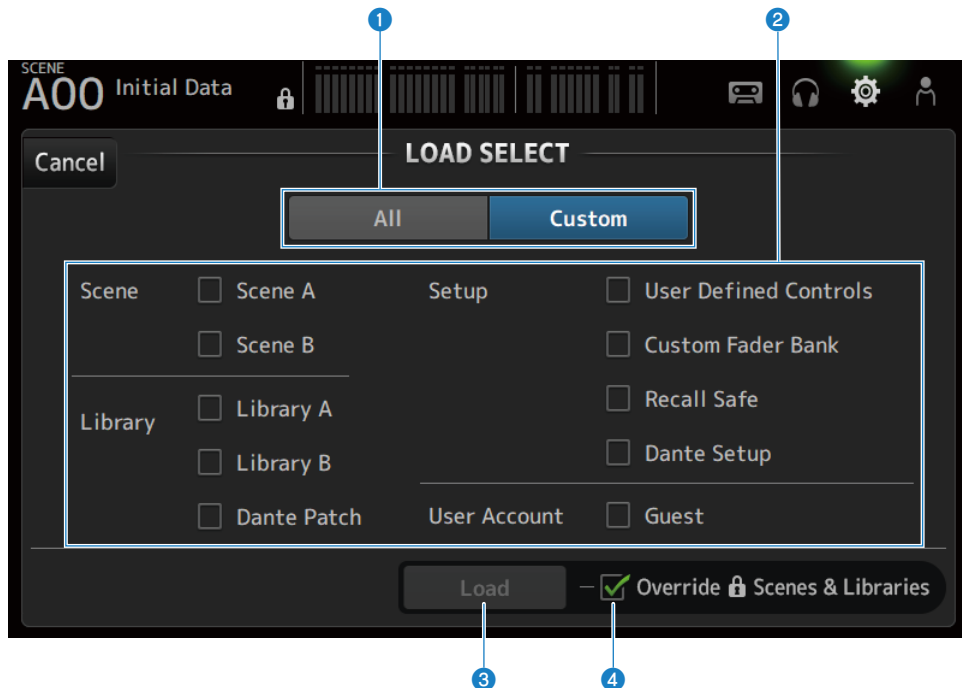 1 2
SCENE
A00 Initial Data
Cancel
LOAD SELECT
All Custom
Scene Scene A Setup User Defined Controls
Scene B Custom Fader Bank
Library Library A Recall Safe
Library B Dante Setup
Dante Patch User Account Guest
Load Override Scenes & Libraries
3 4